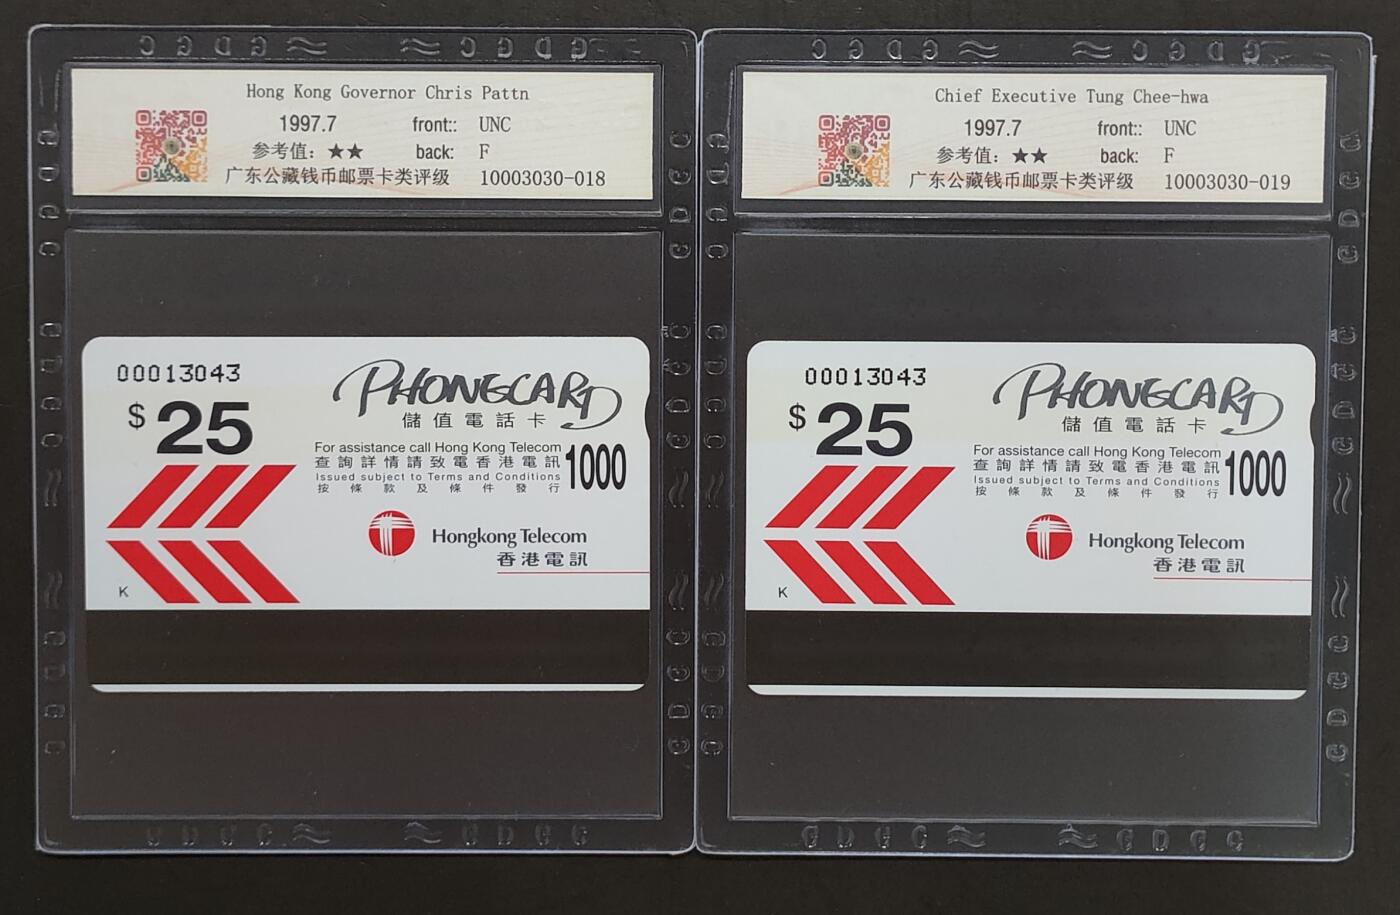 Hong Kong Governor Chris Pattn
1997.7 front:: UNC
参考值：★★ back: F
广东公藏钱币邮票卡类评级 10003030-018
00013043
$25
PHONECARD
儲值電話卡
For assistance call Hong Kong Telecom
查詢詳情請致電香港電訊
Issued subject to Terms and Conditions
按條款及條件發行
1000
Hongkong Telecom
香港電訊
K
Chief Executive Tung Chee-hwa
1997.7 front:: UNC
参考值：★★ back: F
广东公藏钱币邮票卡类评级 10003030-019
00013043
$25
PHONECARD
儲值電話卡
For assistance call Hong Kong Telecom
查詢詳情請致電香港電訊
Issued subject to Terms and Conditions
按條款及條件發行
1000
Hongkong Telecom
香港電訊
K